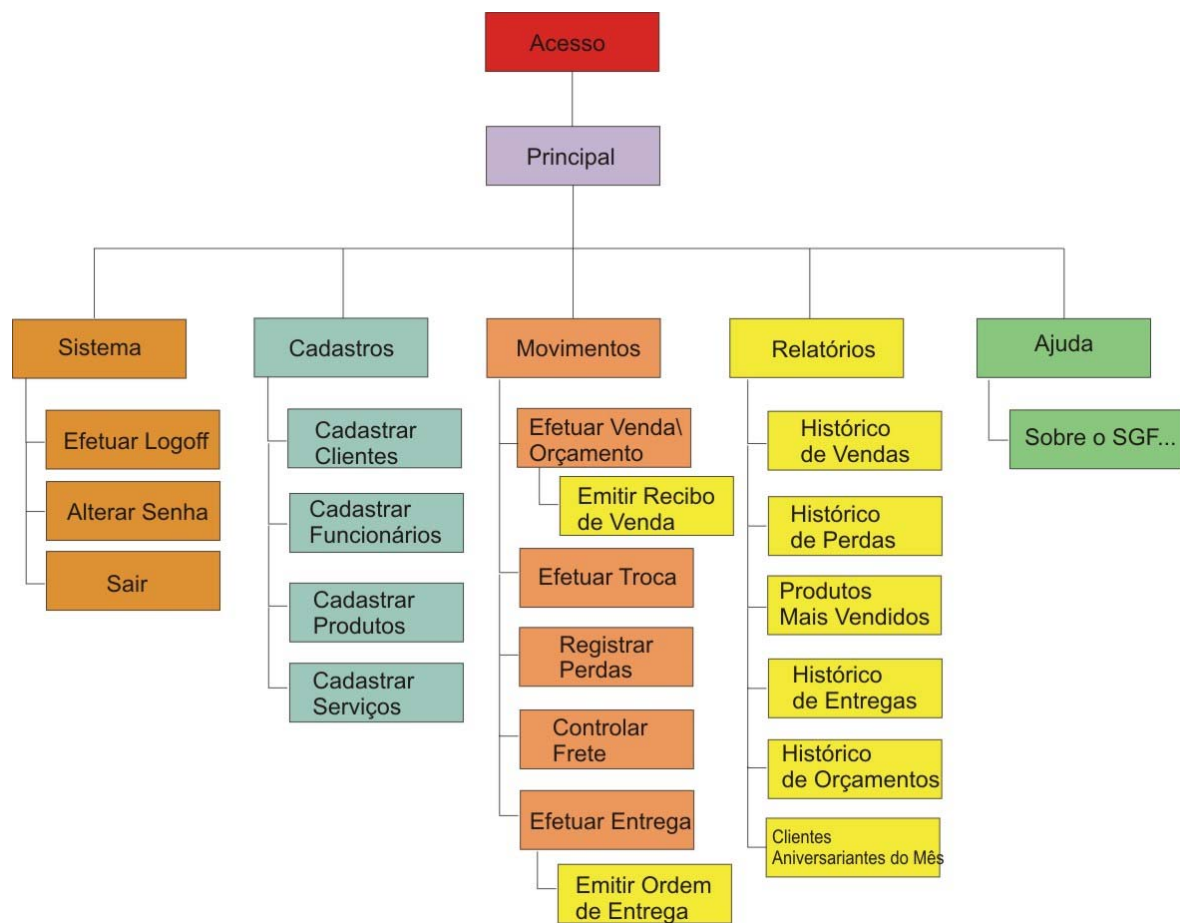 Acesso
Principal
Sistema
Efetuar Logoff
Alterar Senha
Sair
Cadastros
Cadastrar
Clientes
Cadastrar
Funcionários
Cadastrar
Produtos
Cadastrar
Serviços
Movimentos
Efetuar Venda\
Orçamento
Emitir Recibo
de Venda
Efetuar Troca
Registrar
Perdas
Controlar
Frete
Efetuar Entrega
Emitir Ordem
de Entrega
Relatórios
Histórico
de Vendas
Histórico
de Perdas
Produtos
Mais Vendidos
Histórico
de Entregas
Histórico
de Orçamentos
Clientes
Aniversariantes do Mês
Ajuda
Sobre o SGF...